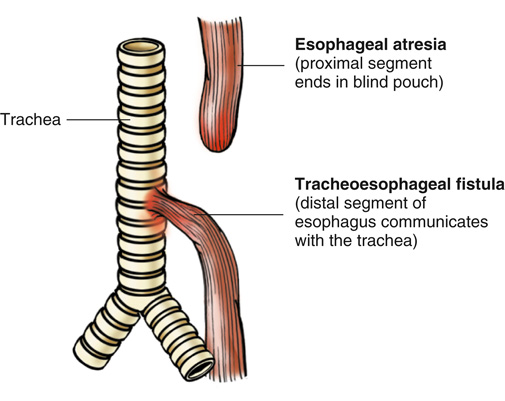 Esophageal atresia
(proximal segment
ends in blind pouch)
Trachea
Tracheoesophageal fistula
(distal segment of
esophagus communicates
with the trachea)